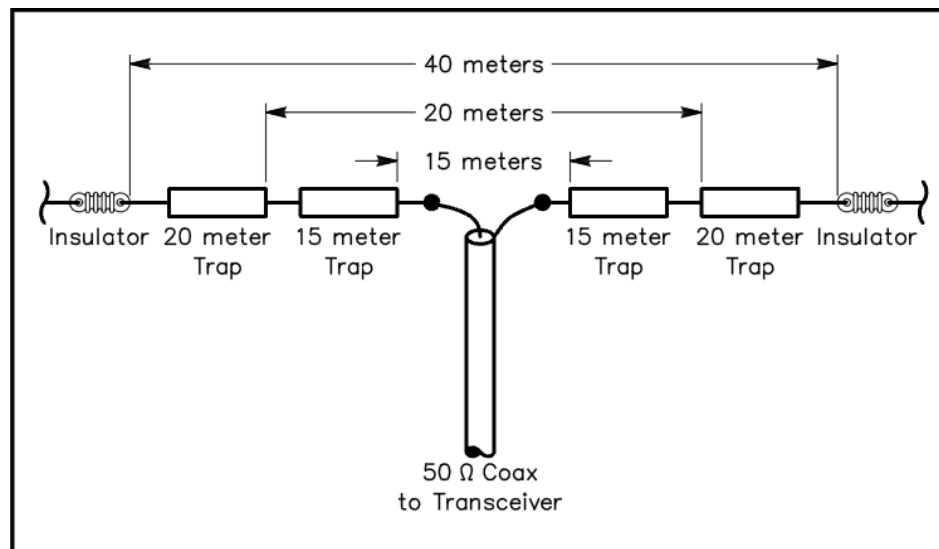 40 meters
20 meters
15 meters
Insulator
20 meter
Trap
15 meter
Trap
15 meter
Trap
20 meter
Trap
Insulator
50 Ω Coax
to Transceiver